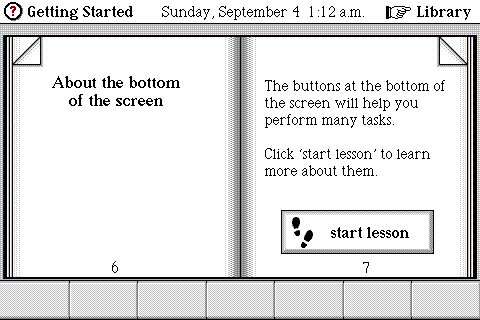 Getting Started Sunday, September 4 1:12 a.m. Library
About the bottom
of the screen
6
The buttons at the bottom of
the screen will help you
perform many tasks.
Click ‘start lesson’ to learn
more about them.
start lesson
7